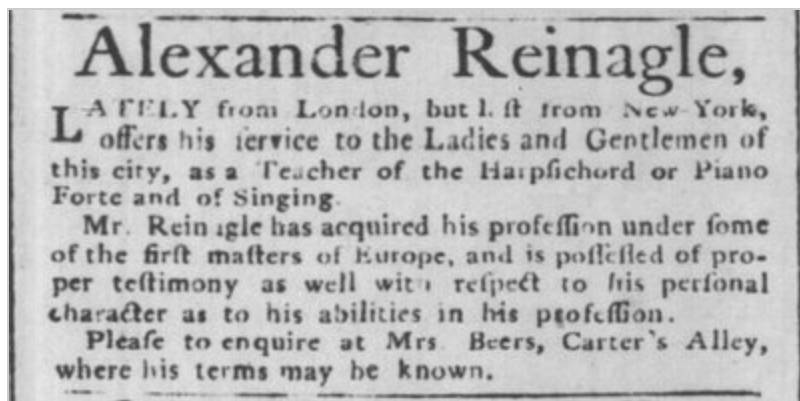 Alexander Reinagle,
LATELY from London, but laſt from New-York,
offers his ſervice to the Ladies and Gentlemen of
this city, as a Teacher of the Harpſichord or Piano
Forte and of Singing.
Mr. Reinagle has acquired his profeſſion under ſome
of the firſt maſters of Europe, and is poſſeſſed of pro-
per teſtimony as well with reſpect to his perſonal
character as to his abilities in his profeſſion.
Pleaſe to enquire at Mrs. Beers, Carter's Alley,
where his terms may be known.